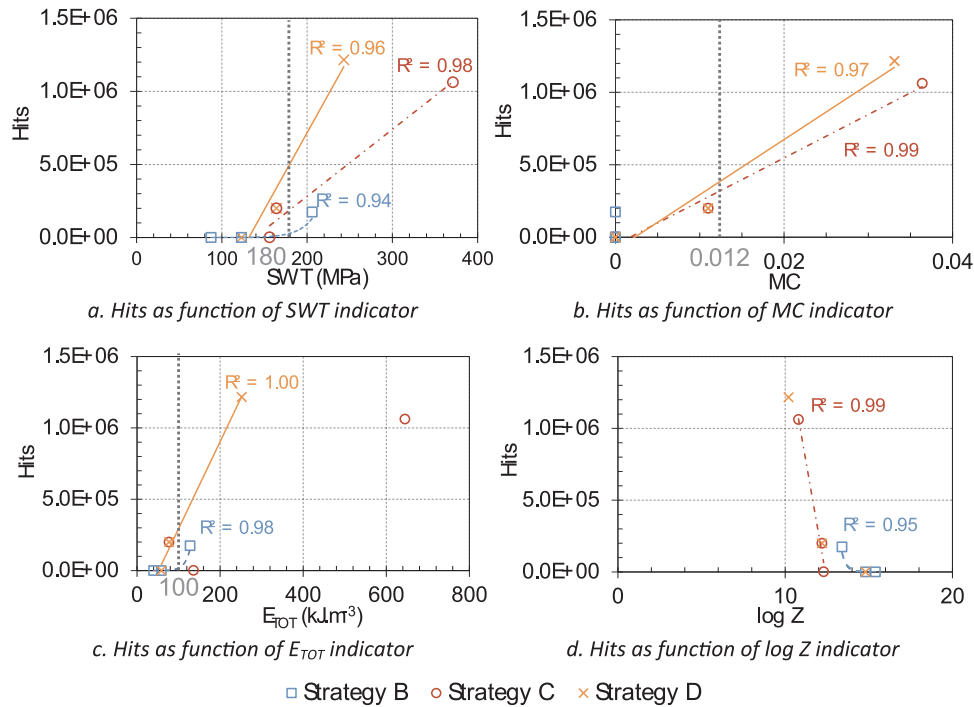 1.5E+06
1.0E+06
5.0E+05
0.0E+00
Hits
R² = 0.96
R² = 0.98
R² = 0.94
0 100 200 300 400
180
SWT (MPa)
a. Hits as function of SWT indicator
1.5E+06
1.0E+06
5.0E+05
0.0E+00
Hits
R² = 0.97
R² = 0.99
0 0.02 0.04
0.012
MC
b. Hits as function of MC indicator
1.5E+06
1.0E+06
5.0E+05
0.0E+00
Hits
R² = 1.00
R² = 0.98
0 200 400 600 800
100
E_TOT (kJ.m³)
c. Hits as function of E_TOT indicator
1.5E+06
1.0E+06
5.0E+05
0.0E+00
Hits
R² = 0.99
R² = 0.95
0 10 20
log Z
d. Hits as function of log Z indicator
Strategy B Strategy C Strategy D